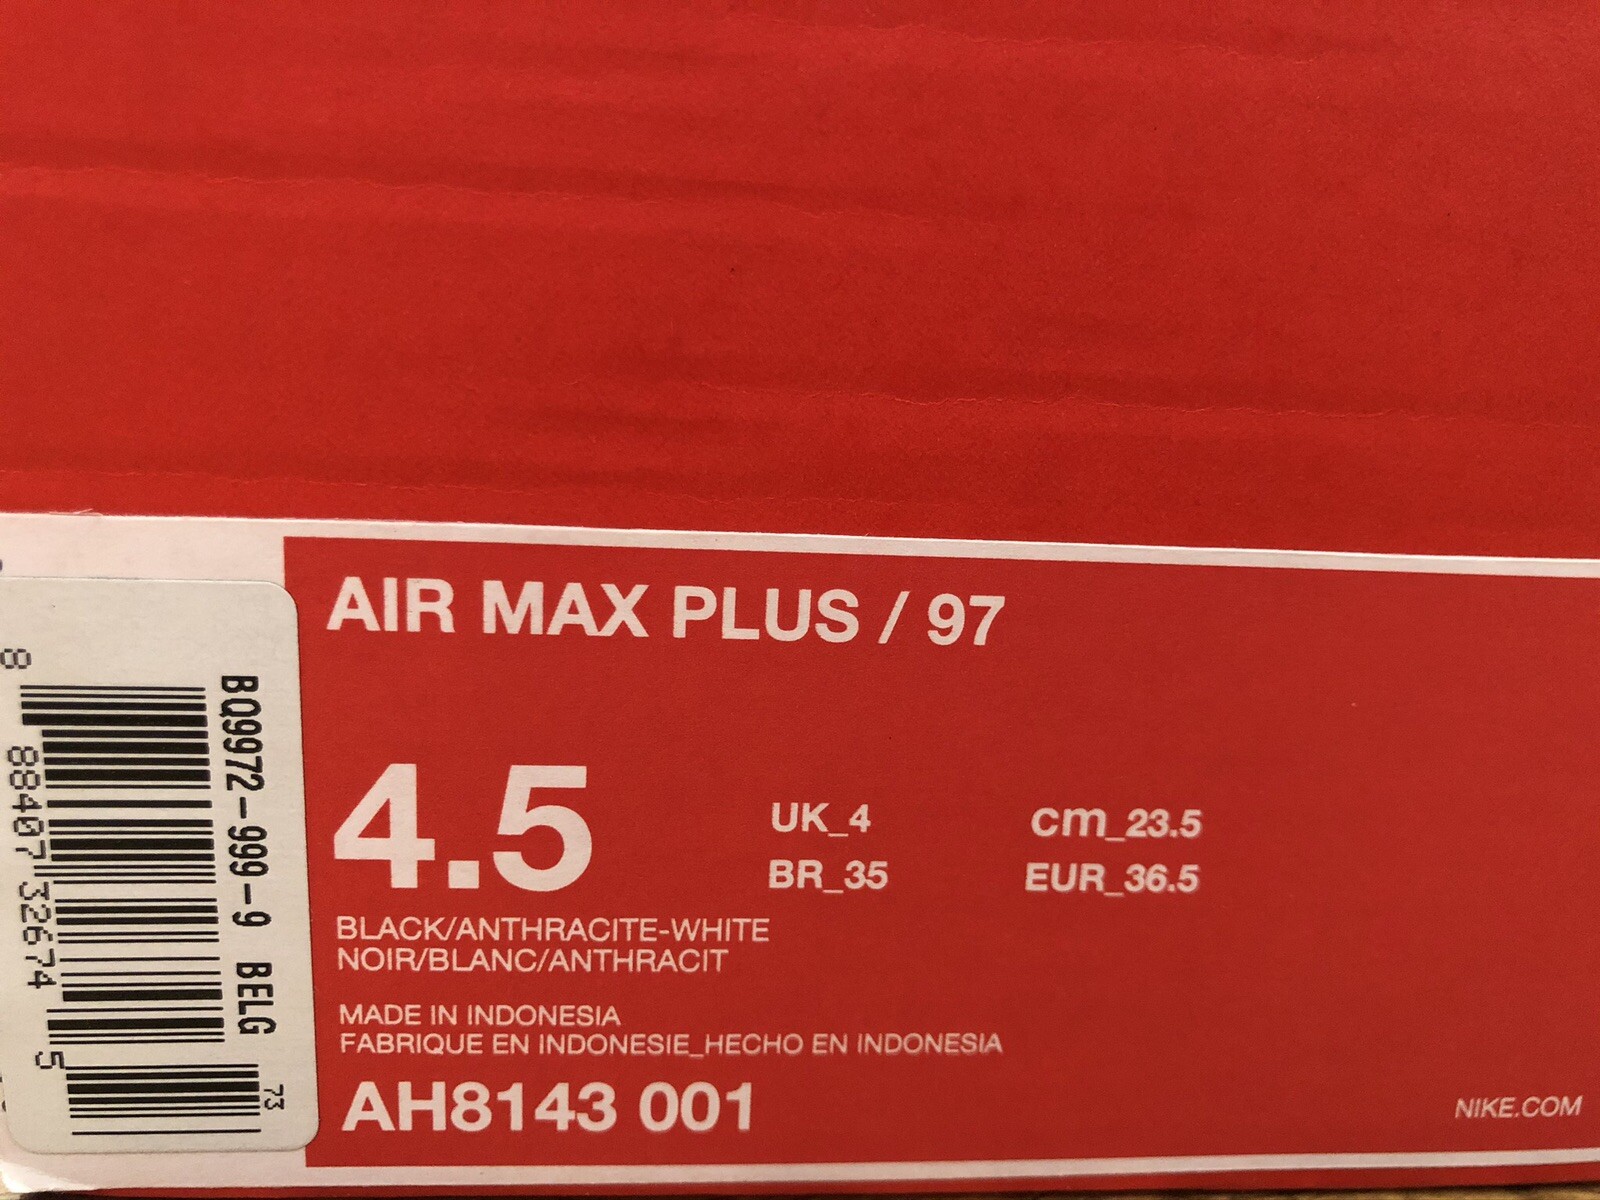 AIR MAX PLUS / 97
4.5
UK_4
cm_23.5
BR_35
EUR_36.5
BLACK/ANTHRACITE-WHITE
NOIR/BLANC/ANTHRACIT
MADE IN INDONESIA
FABRIQUE EN INDONESIE_HECHO EN INDONESIA
AH8143 001
NIKE.COM
BQ9972-999-9 BELG
73
8 88407 32674 5